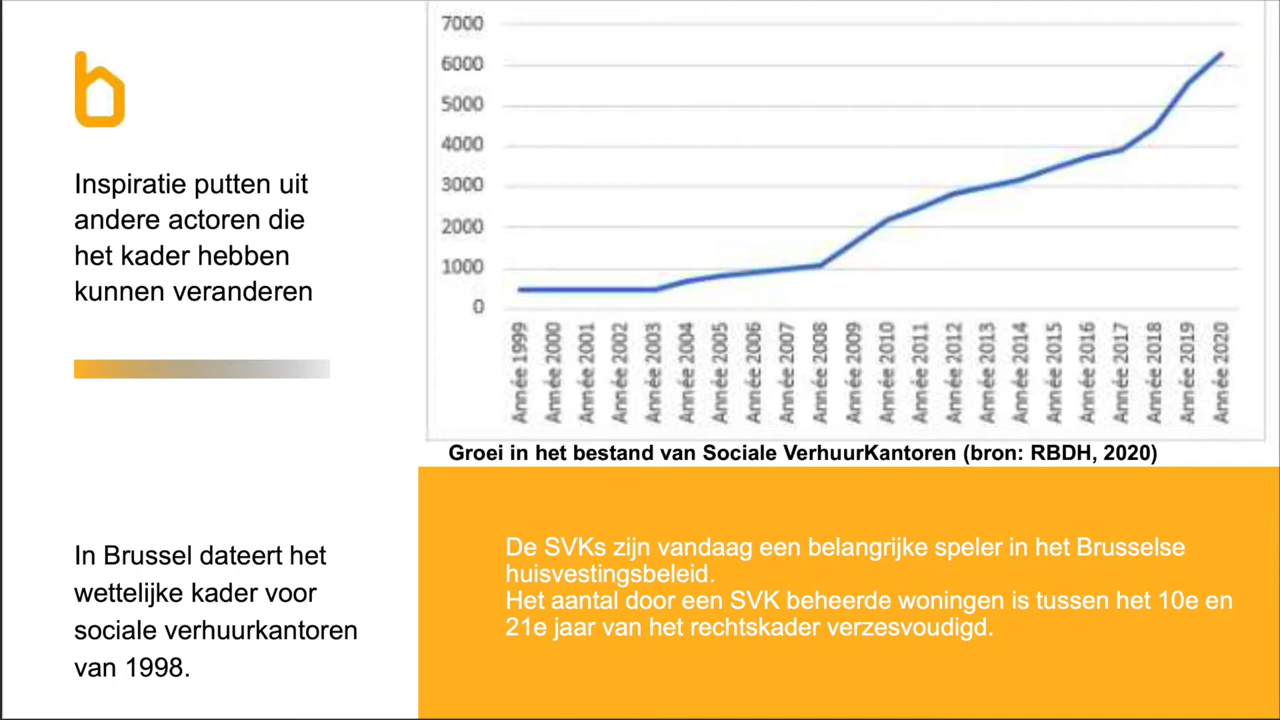 Inspiratie putten uit
andere actoren die
het kader hebben
kunnen veranderen
In Brussel dateert het
wettelijke kader voor
sociale verhuurkantoren
van 1998.
7000
6000
5000
4000
3000
2000
1000
0
Année 1999
Année 2000
Année 2001
Année 2002
Année 2003
Année 2004
Année 2005
Année 2006
Année 2007
Année 2008
Année 2009
Année 2010
Année 2011
Année 2012
Année 2013
Année 2014
Année 2015
Année 2016
Année 2017
Année 2018
Année 2019
Année 2020
Groei in het bestand van Sociale VerhuurKantoren (bron: RBDH, 2020)
De SVKs zijn vandaag een belangrijke speler in het Brusselse
huisvestingsbeleid.
Het aantal door een SVK beheerde woningen is tussen het 10e en
21e jaar van het rechtskader verzesvoudigd.